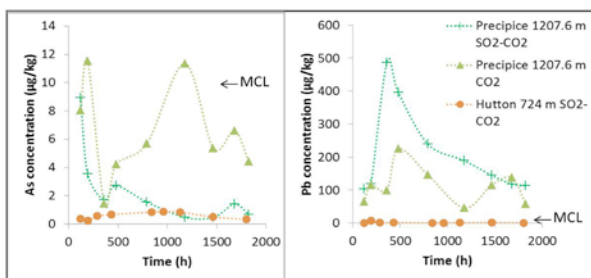 As concentration (µg/kg)
14
12
10
8
6
4
2
0
← MCL
0 500 1000 1500 2000
Time (h)
Pb concentration (µg/kg)
600
500
400
300
200
100
0
Precipice 1207.6 m
SO2-CO2
Precipice 1207.6 m
CO2
Hutton 724 m SO2-
CO2
← MCL
0 500 1000 1500 2000
Time (h)